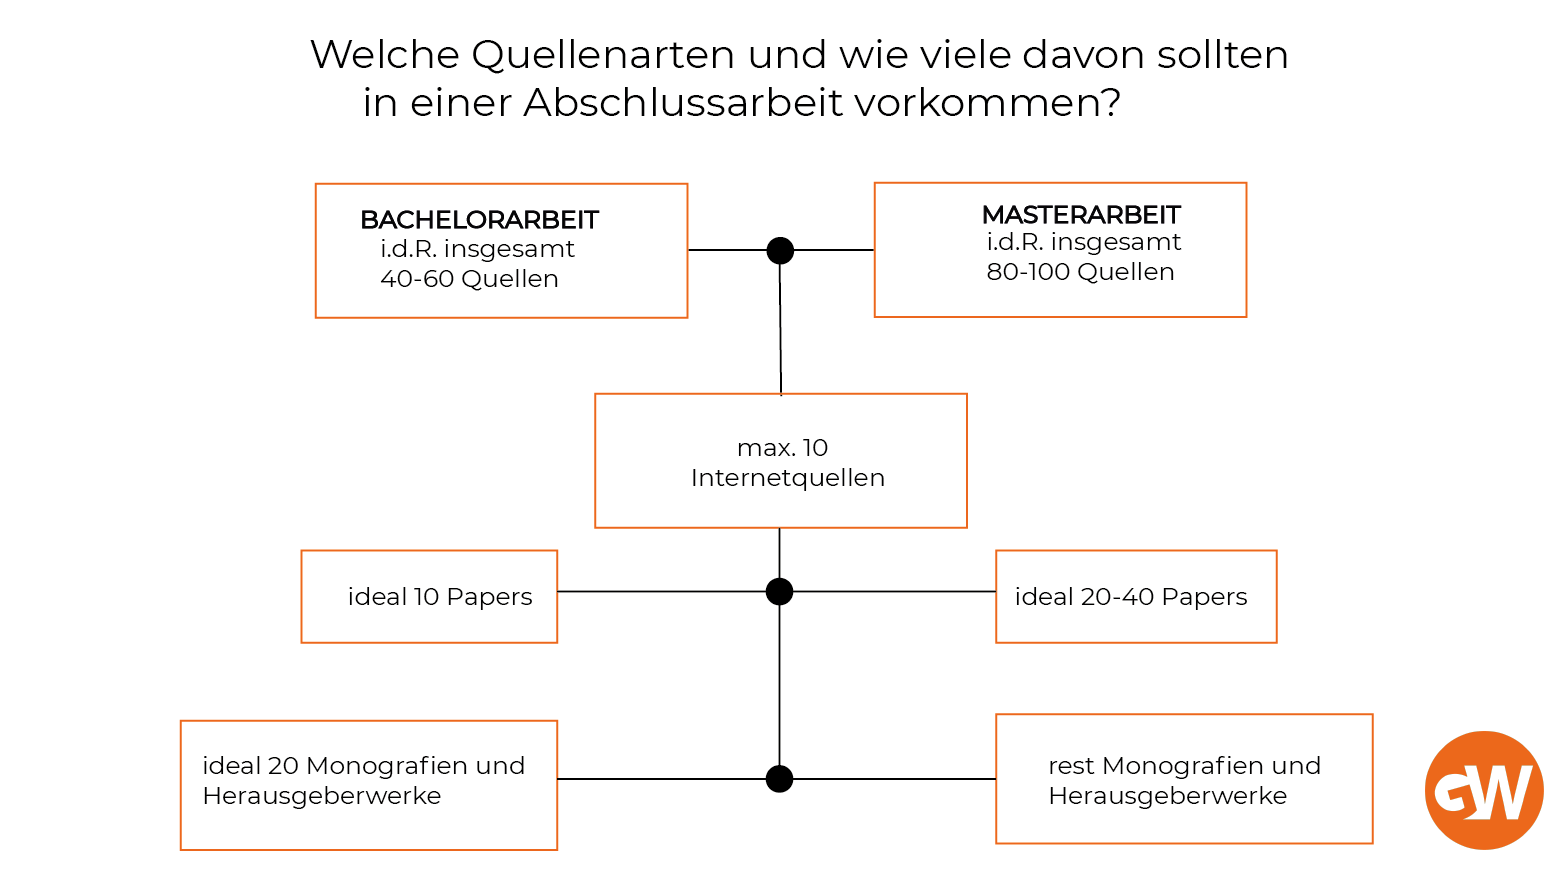 Welche Quellenarten und wie viele davon sollten
in einer Abschlussarbeit vorkommen?
BACHELORARBEIT
i.d.R. insgesamt
40-60 Quellen
MASTERARBEIT
i.d.R. insgesamt
80-100 Quellen
max. 10
Internetquellen
ideal 10 Papers
ideal 20-40 Papers
ideal 20 Monografien und
Herausgeberwerke
rest Monografien und
Herausgeberwerke
GW